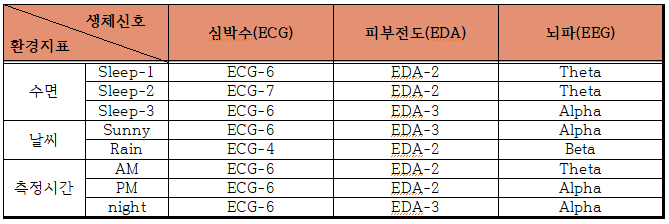 생체신호
환경지표
심박수(ECG) 피부전도(EDA) 뇌파(EEG)
수면 Sleep-1 ECG-6 EDA-2 Theta
Sleep-2 ECG-7 EDA-2 Theta
Sleep-3 ECG-6 EDA-3 Alpha
날씨 Sunny ECG-6 EDA-3 Alpha
Rain ECG-4 EDA-2 Beta
측정시간 AM ECG-6 EDA-2 Theta
PM ECG-6 EDA-2 Alpha
night ECG-6 EDA-3 Alpha